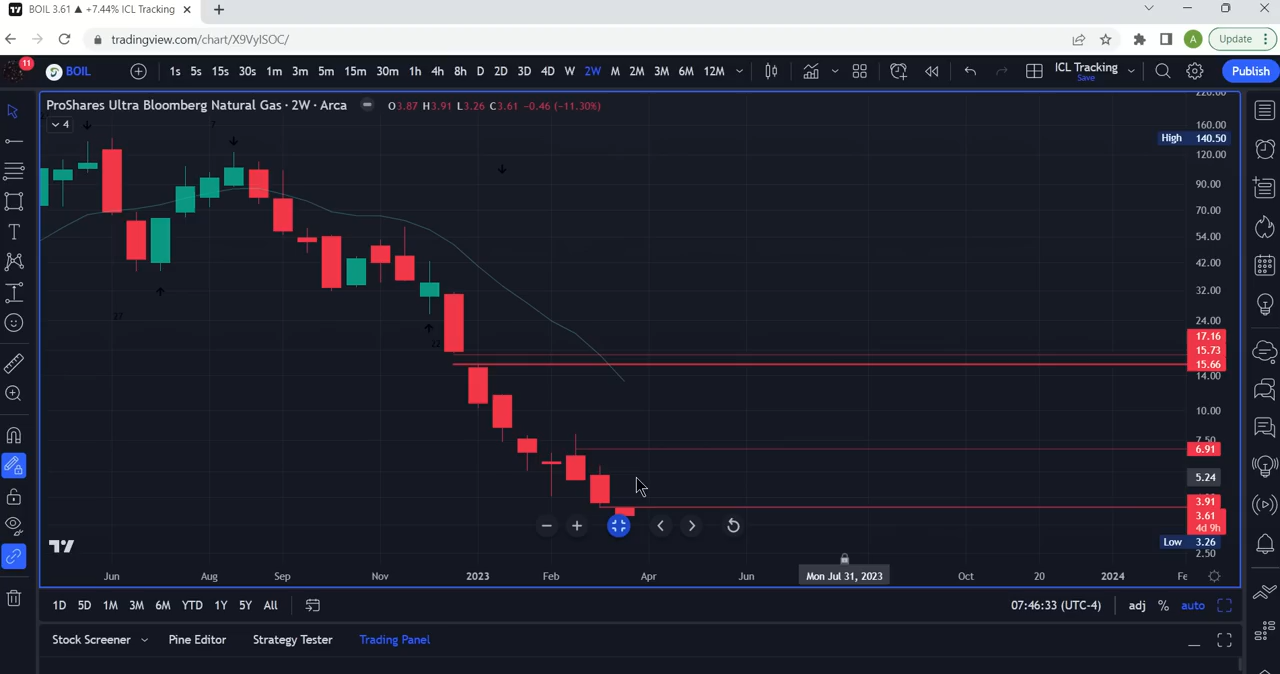 BOIL 3.61 ▲ +7.44% ICL Tracking
tradingview.com/chart/X9VyISOC/
A
Update
11
BOIL
1s 5s 15s 30s 1m 3m 5m 15m 30m 1h 4h 8h D 2D 3D 4D W 2W M 2M 3M 6M 12M
ICL Tracking
Save
Publish
ProShares Ultra Bloomberg Natural Gas · 2W · Arca
O3.87 H3.91 L3.26 C3.61 −0.46 (−11.30%)
4
7
27
22
220.00
160.00
High 140.50
120.00
90.00
70.00
54.00
42.00
32.00
24.00
17.16
15.73
15.66
14.00
10.00
7.50
6.91
5.24
3.91
3.61
4d 9h
Low 3.26
2.50
Jun Aug Sep Nov 2023 Feb Apr Jun Mon Jul 31, 2023 Oct 20 2024 Fe
1D 5D 1M 3M 6M YTD 1Y 5Y All
07:46:33 (UTC-4) adj % auto
Stock Screener Pine Editor Strategy Tester Trading Panel